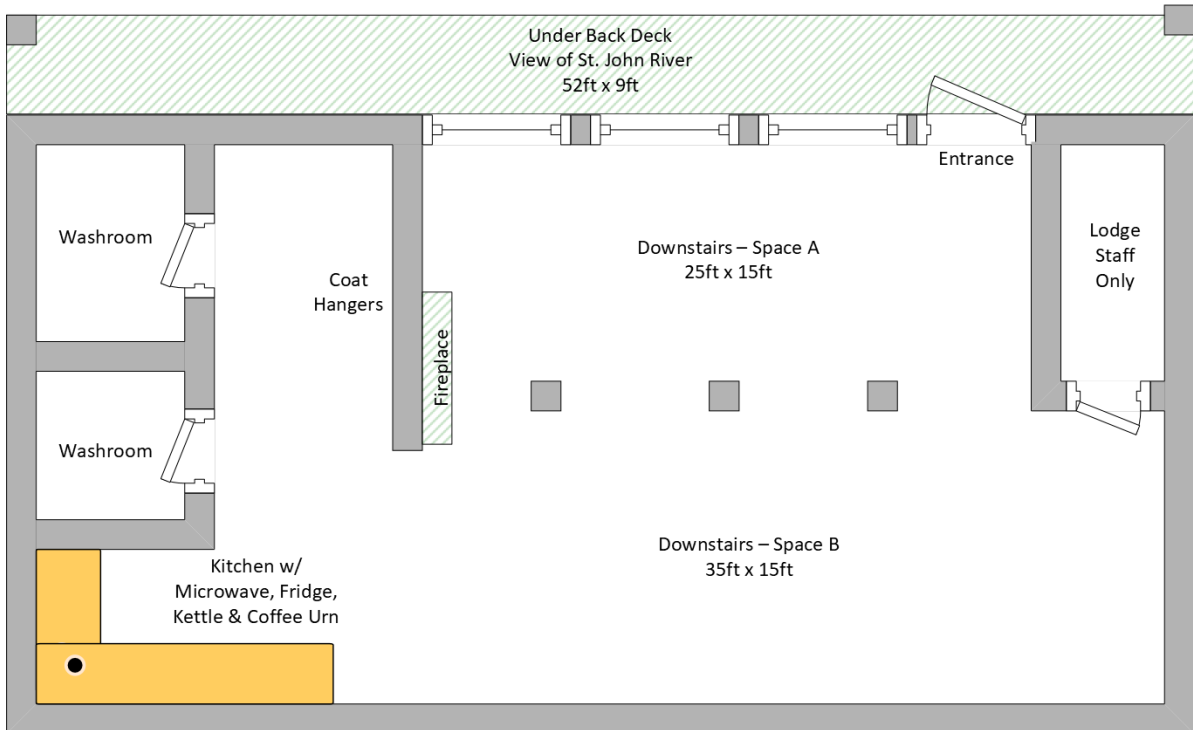 Under Back Deck
View of St. John River
52ft x 9ft
Entrance
Washroom
Downstairs – Space A
25ft x 15ft
Lodge
Staff
Only
Coat
Hangers
Fireplace
Washroom
Downstairs – Space B
35ft x 15ft
Kitchen w/
Microwave, Fridge,
Kettle & Coffee Urn